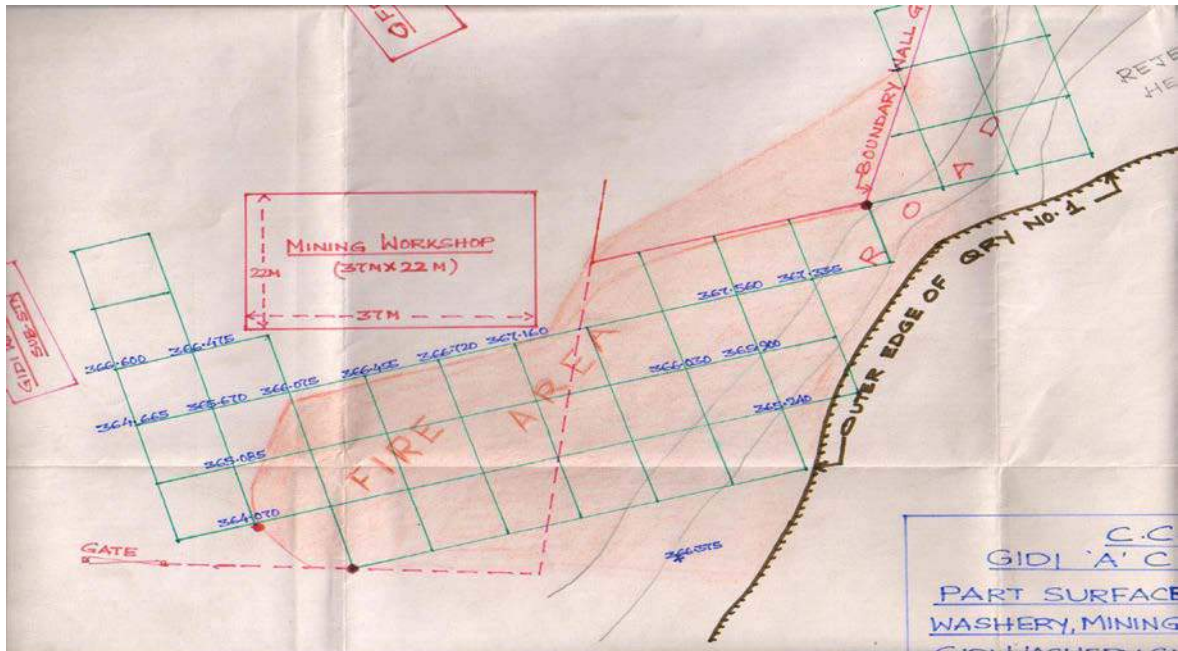 OFF
BOUNDARY WALL G
REJE
HE
ROAD
MINING WORKSHOP
(37M×22M)
22M
37M
OUTER EDGE OF QRY NO. 1
GIDI
SUB-STN
366.600
366.475
364.665
365.670
366.075
366.455
366.720
367.160
367.560
367.335
366.030
365.900
365.240
365.085
364.070
366.375
FIRE AREA
GATE
C.C
GIDI 'A' C
PART SURFACE
WASHERY, MINING